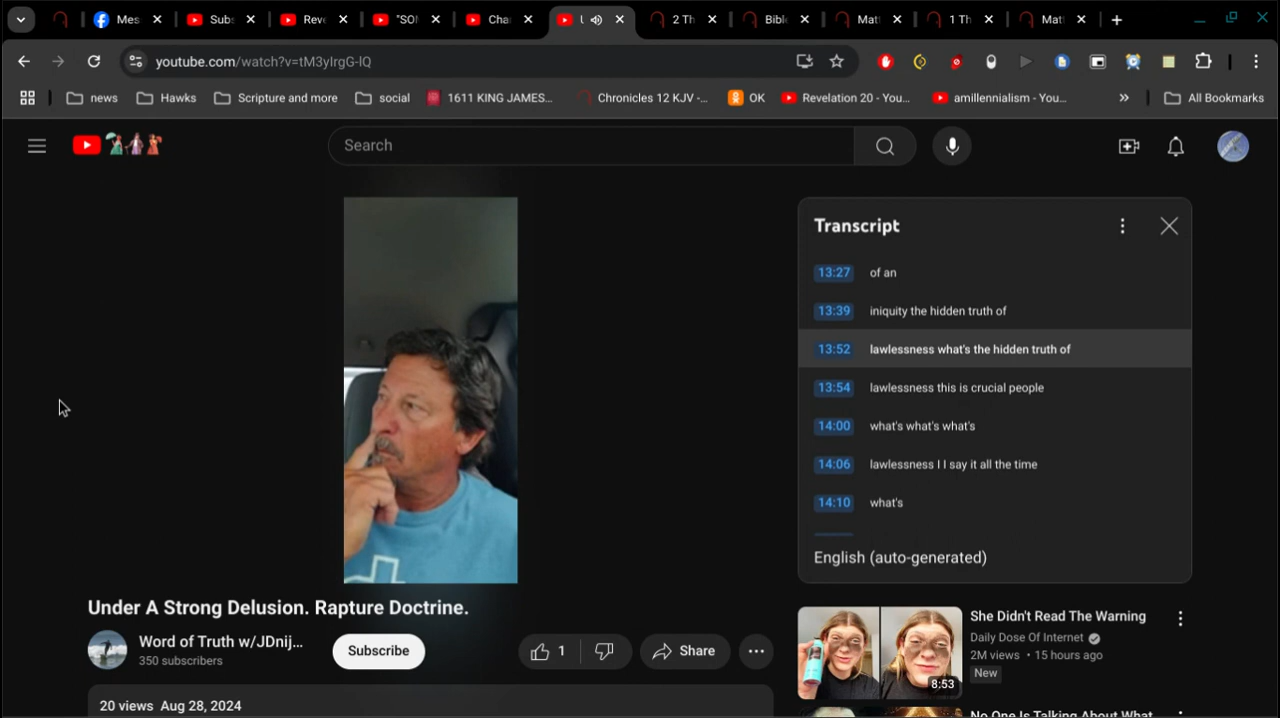 Mes
Subs
Reve
"SOI
Cha
2 Th
Bibl
Matt
1 Th
Mat
youtube.com/watch?v=tM3yIrgG-lQ
news
Hawks
Scripture and more
social
1611 KING JAMES...
Chronicles 12 KJV -...
OK
Revelation 20 - You...
amillennialism - You...
All Bookmarks
Search
Transcript
13:27 of an
13:39 iniquity the hidden truth of
13:52 lawlessness what's the hidden truth of
13:54 lawlessness this is crucial people
14:00 what's what's what's
14:06 lawlessness I I say it all the time
14:10 what's
English (auto-generated)
Under A Strong Delusion. Rapture Doctrine.
Word of Truth w/JDnij...
350 subscribers
Subscribe
1
Share
20 views Aug 28, 2024
She Didn't Read The Warning
Daily Dose Of Internet
2M views • 15 hours ago
New
8:53
No One Is Talking About What